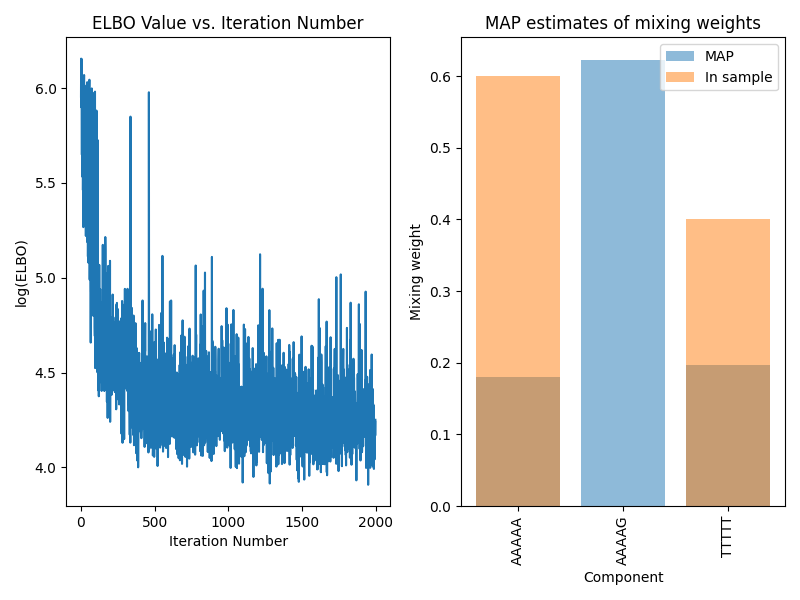 ELBO Value vs. Iteration Number
log(ELBO)
6.0
5.5
5.0
4.5
4.0
0
500
1000
1500
2000
Iteration Number
MAP estimates of mixing weights
MAP
In sample
Mixing weight
0.6
0.5
0.4
0.3
0.2
0.1
0.0
AAAAA
AAAAG
TTTTT
Component